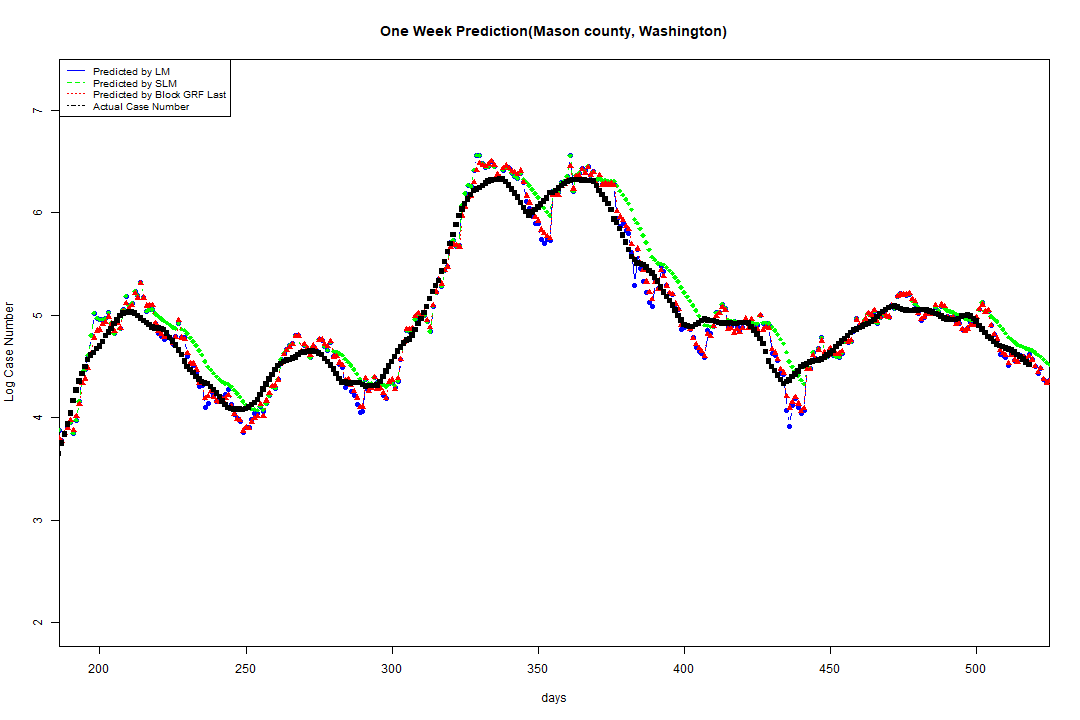 One Week Prediction(Mason county, Washington)
Predicted by LM
Predicted by SLM
Predicted by Block GRF Last
Actual Case Number
7
6
5
4
3
2
Log Case Number
200 250 300 350 400 450 500
days